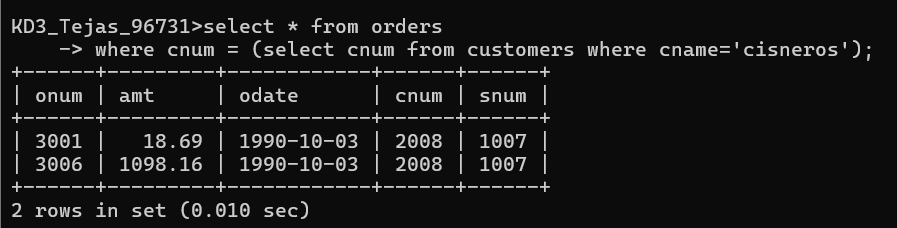 KD3_Tejas_96731>select * from orders
    -> where cnum = (select cnum from customers where cname='cisneros');
+------+---------+------------+------+------+
| onum | amt     | odate      | cnum | snum |
+------+---------+------------+------+------+
| 3001 |   18.69 | 1990-10-03 | 2008 | 1007 |
| 3006 | 1098.16 | 1990-10-03 | 2008 | 1007 |
+------+---------+------------+------+------+
2 rows in set (0.010 sec)